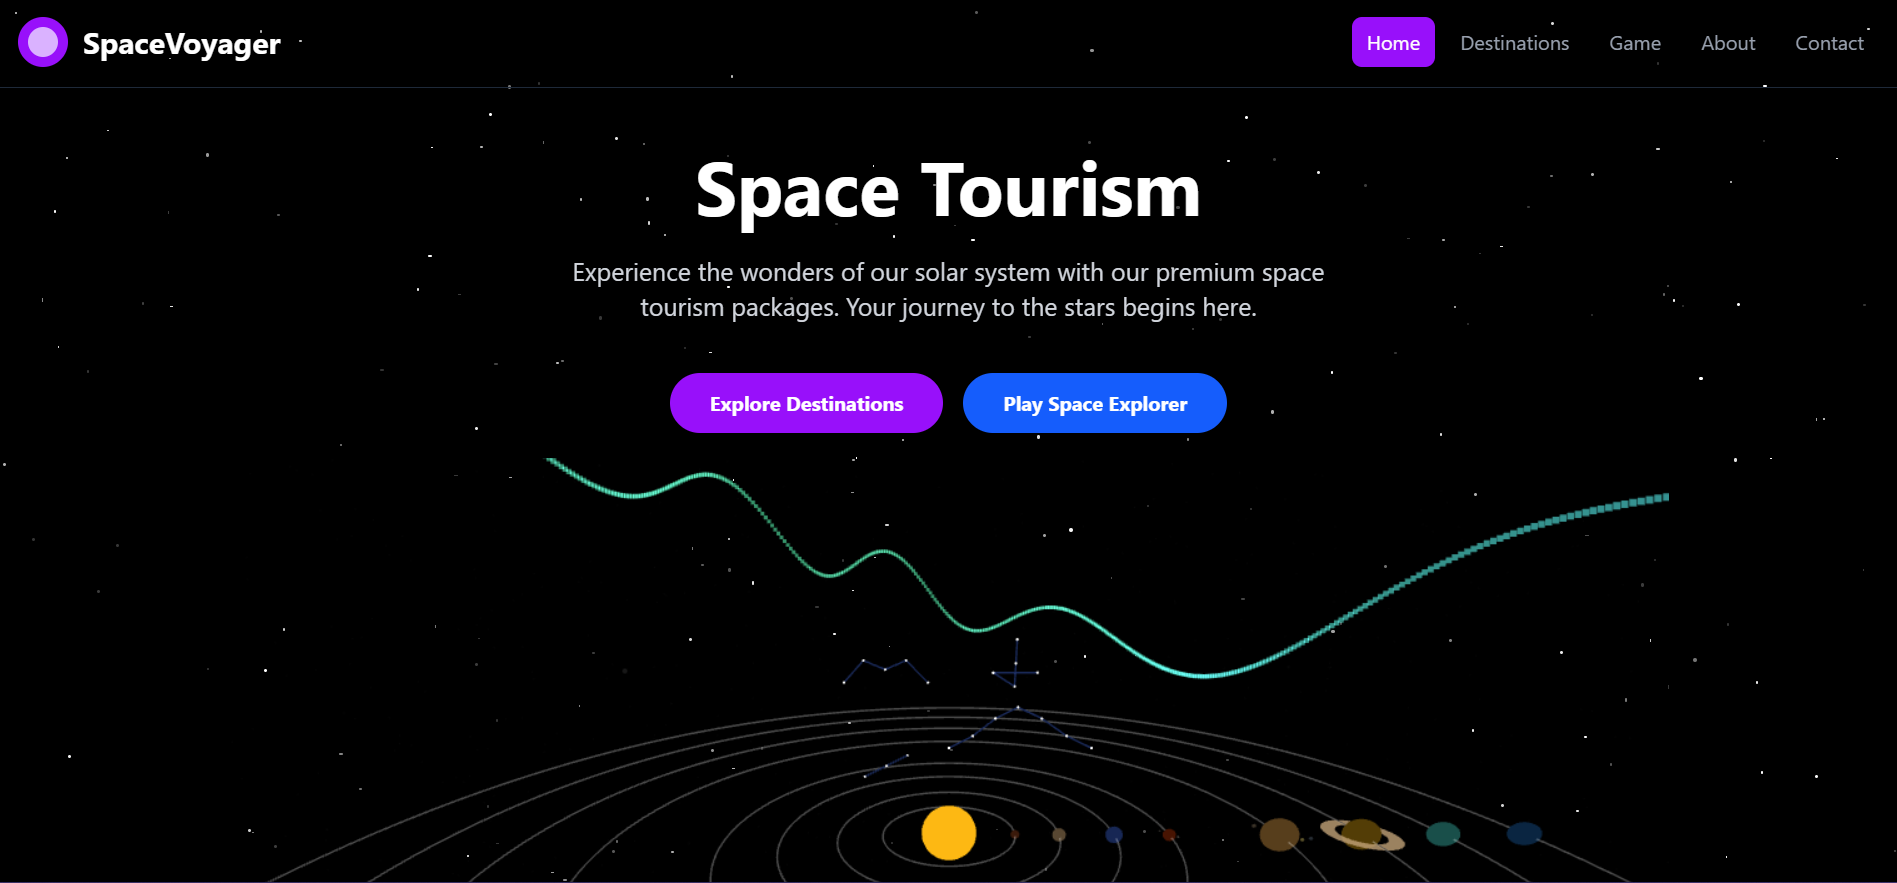 SpaceVoyager
Home
Destinations
Game
About
Contact
Space Tourism
Experience the wonders of our solar system with our premium space
tourism packages. Your journey to the stars begins here.
Explore Destinations
Play Space Explorer